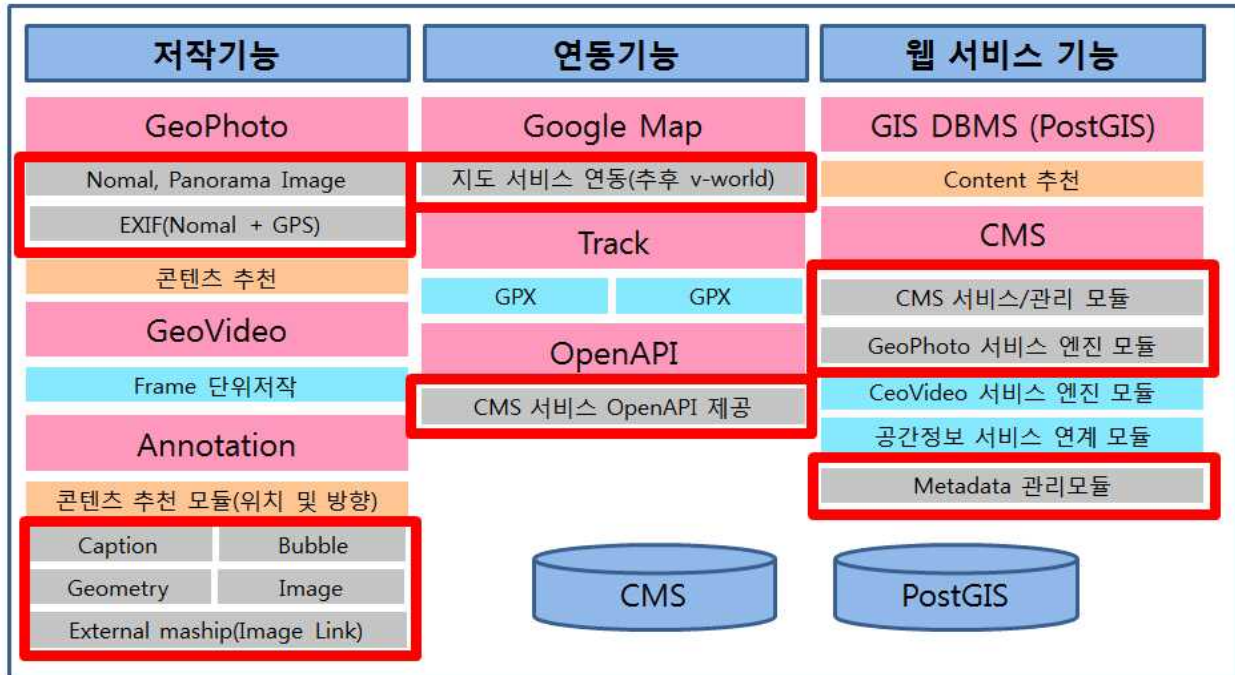 저작기능
GeoPhoto
Nomal, Panorama Image
EXIF(Nomal + GPS)
콘텐츠 추천
GeoVideo
Frame 단위저작
Annotation
콘텐츠 추천 모듈(위치 및 방향)
Caption
Bubble
Geometry
Image
External maship(Image Link)
연동기능
Google Map
지도 서비스 연동(추후 v-world)
Track
GPX
GPX
OpenAPI
CMS 서비스 OpenAPI 제공
웹 서비스 기능
GIS DBMS (PostGIS)
Content 추천
CMS
CMS 서비스/관리 모듈
GeoPhoto 서비스 엔진 모듈
CeoVideo 서비스 엔진 모듈
공간정보 서비스 연계 모듈
Metadata 관리모듈
CMS
PostGIS